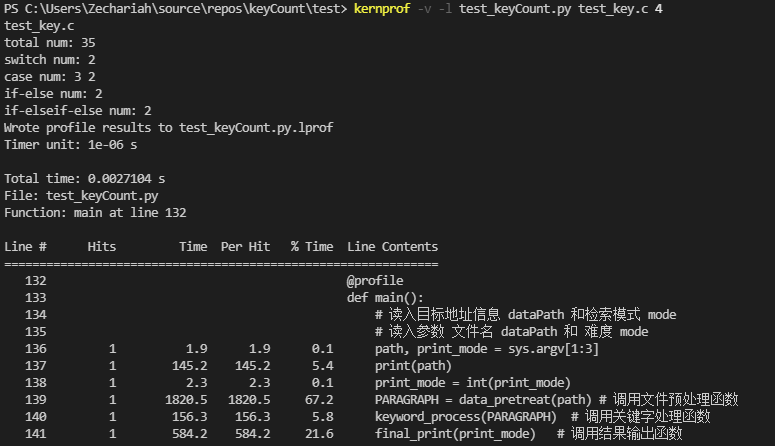 PS C:\Users\Zechariah\source\repos\keyCount\test> kernprof -v -l test_keyCount.py test_key.c 4
test_key.c
total num: 35
switch num: 2
case num: 3 2
if-else num: 2
if-elseif-else num: 2
Wrote profile results to test_keyCount.py.lprof
Timer unit: 1e-06 s

Total time: 0.0027104 s
File: test_keyCount.py
Function: main at line 132

Line #      Hits         Time  Per Hit   % Time  Line Contents
==============================================================
   132                                           @profile
   133                                           def main():
   134                                               # 读入目标地址信息 dataPath 和检索模式 mode
   135                                               # 读入参数 文件名 dataPath 和 难度 mode
   136         1          1.9      1.9      0.1      path, print_mode = sys.argv[1:3]
   137         1        145.2    145.2      5.4      print(path)
   138         1          2.3      2.3      0.1      print_mode = int(print_mode)
   139         1       1820.5   1820.5     67.2      PARAGRAPH = data_pretreat(path) # 调用文件预处理函数
   140         1        156.3    156.3      5.8      keyword_process(PARAGRAPH)  # 调用关键字处理函数
   141         1        584.2    584.2     21.6      final_print(print_mode)   # 调用结果输出函数